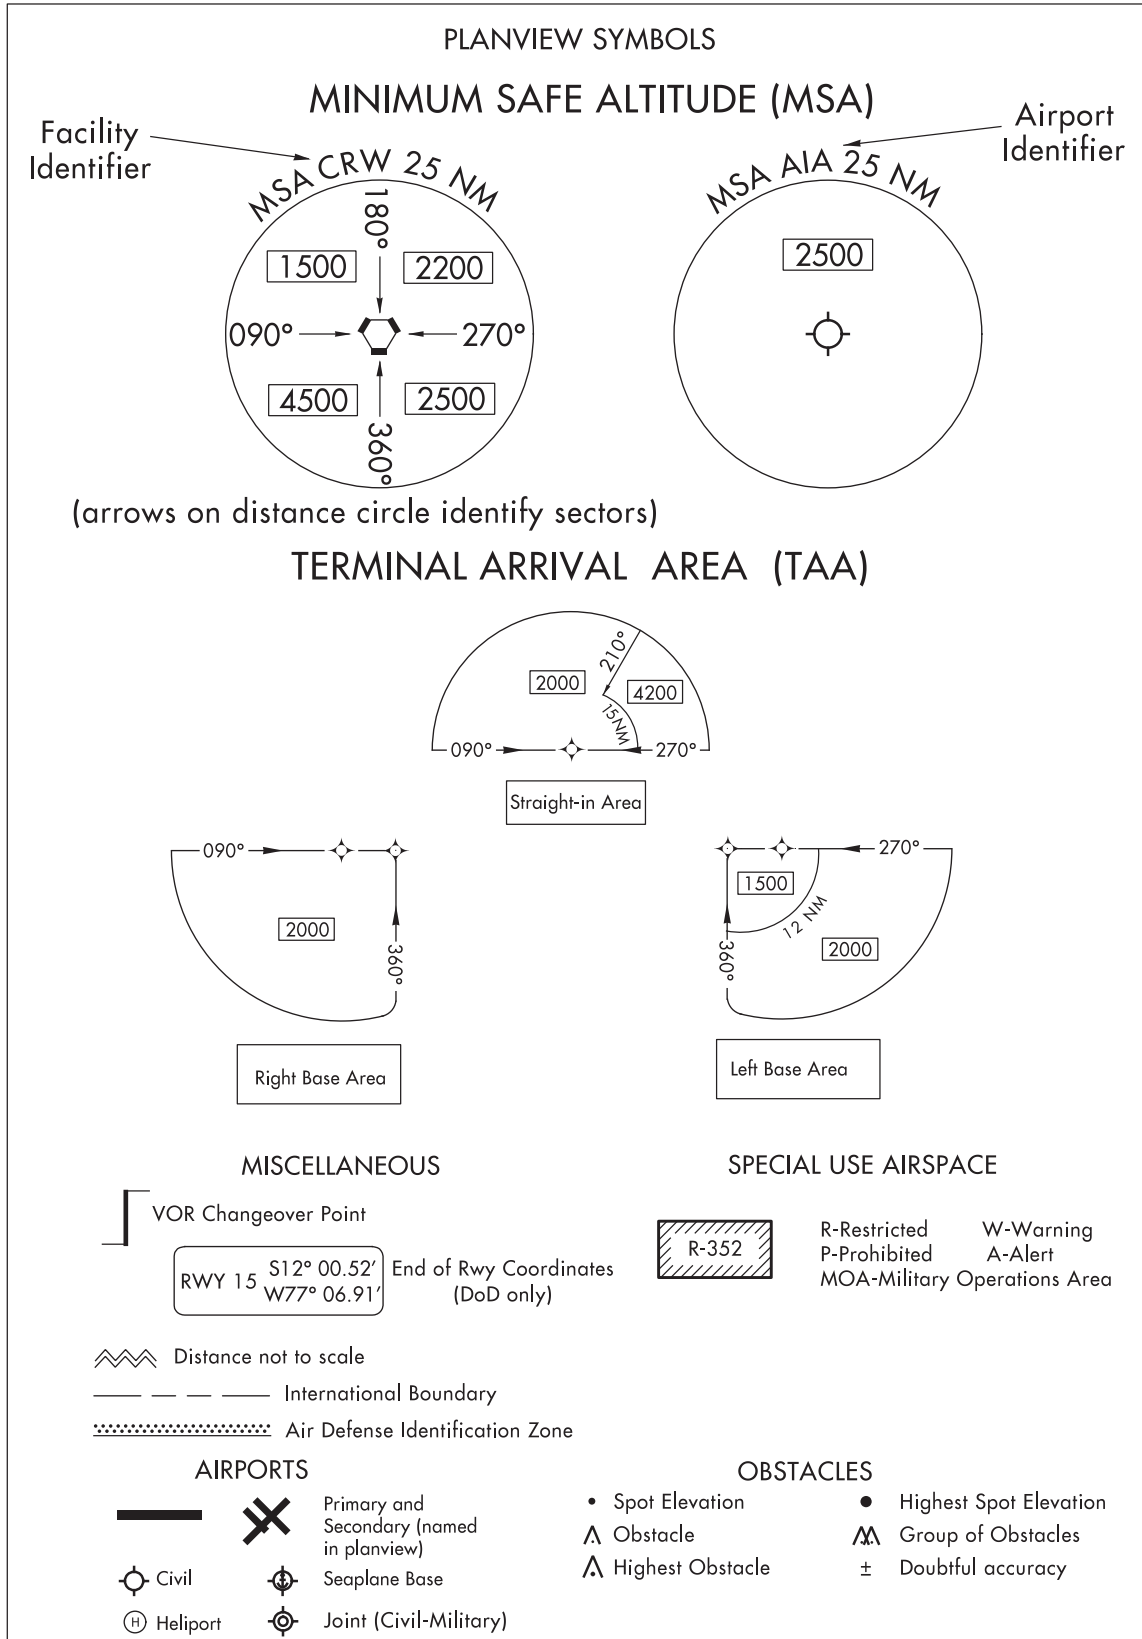 PLANVIEW SYMBOLS
MINIMUM SAFE ALTITUDE (MSA)
Facility
Identifier
MSA CRW 25 NM
180°
1500
2200
090°
270°
4500
2500
360°
Airport
Identifier
MSA AIA 25 NM
2500
(arrows on distance circle identify sectors)
TERMINAL ARRIVAL AREA (TAA)
210°
2000
4200
15NM
090°
270°
Straight-in Area
090°
2000
360°
Right Base Area
270°
1500
12 NM
2000
360°
Left Base Area
MISCELLANEOUS
VOR Changeover Point
RWY 15
S12° 00.52'
W77° 06.91'
End of Rwy Coordinates
(DoD only)
Distance not to scale
International Boundary
Air Defense Identification Zone
SPECIAL USE AIRSPACE
R-352
R-Restricted W-Warning
P-Prohibited A-Alert
MOA-Military Operations Area
AIRPORTS
Primary and
Secondary (named
in planview)
Civil
Seaplane Base
H Heliport
Joint (Civil-Military)
OBSTACLES
Spot Elevation
Highest Spot Elevation
Obstacle
Group of Obstacles
Highest Obstacle
± Doubtful accuracy